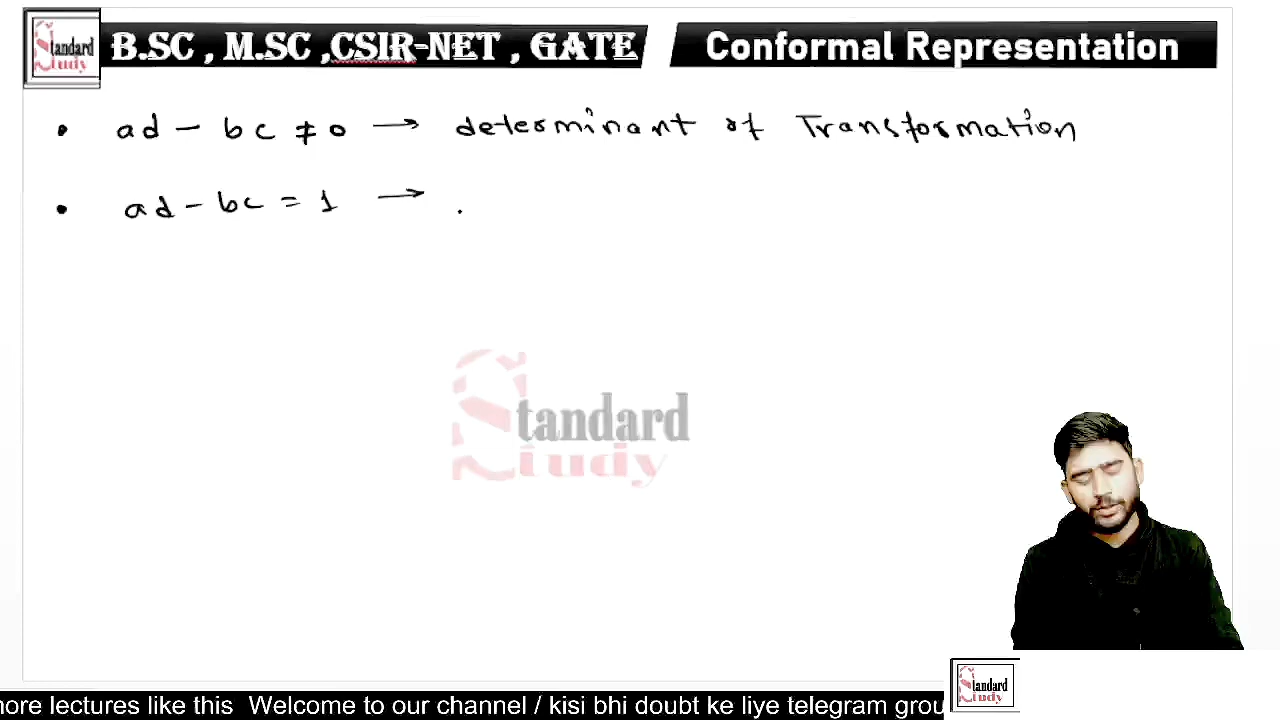 Standard Study B.SC , M.SC ,CSIR-NET , GATE Conformal Representation
• ad - bc ≠ 0 → determinant of Transformation
• ad - bc = 1 →
Standard
Study
more lectures like this Welcome to our channel / kisi bhi doubt ke liye telegram grou
Standard Study